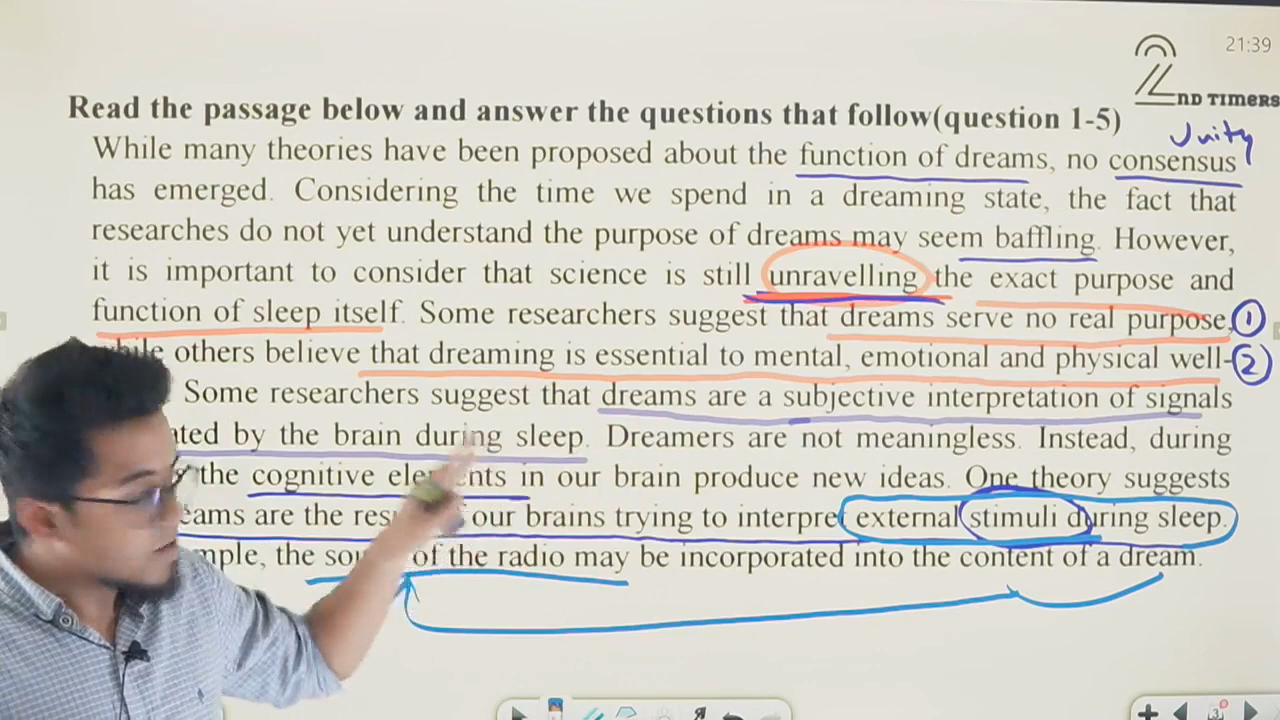 21:39
2
ND TIMERS
Read the passage below and answer the questions that follow(question 1-5)
Unity
While many theories have been proposed about the function of dreams, no consensus
has emerged. Considering the time we spend in a dreaming state, the fact that
researches do not yet understand the purpose of dreams may seem baffling. However,
it is important to consider that science is still unravelling the exact purpose and
function of sleep itself. Some researchers suggest that dreams serve no real purpose, 1
while others believe that dreaming is essential to mental, emotional and physical well- 2
Some researchers suggest that dreams are a subjective interpretation of signals
by the brain during sleep. Dreamers are not meaningless. Instead, during
the cognitive elements in our brain produce new ideas. One theory suggests
our brains trying to interpret external stimuli during sleep.
the of the radio may be incorporated into the content of a dream.